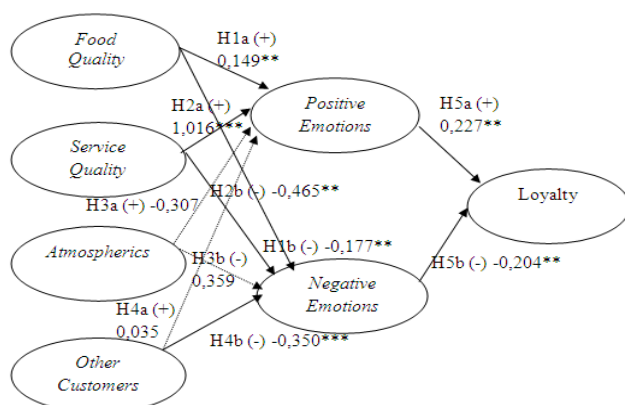 Food
Quality
H1a (+)
0,149**
H2a (+)
1,016***
Positive
Emotions
H5a (+)
0,227**
Service
Quality
H2b (-) -0,465**
H3a (+) -0,307
Loyalty
Atmospherics
H1b (-) -0,177**
H3b (-)
0,359
H5b (-) -0,204**
Negative
Emotions
H4a (+)
0,035
H4b (-) -0,350***
Other
Customers